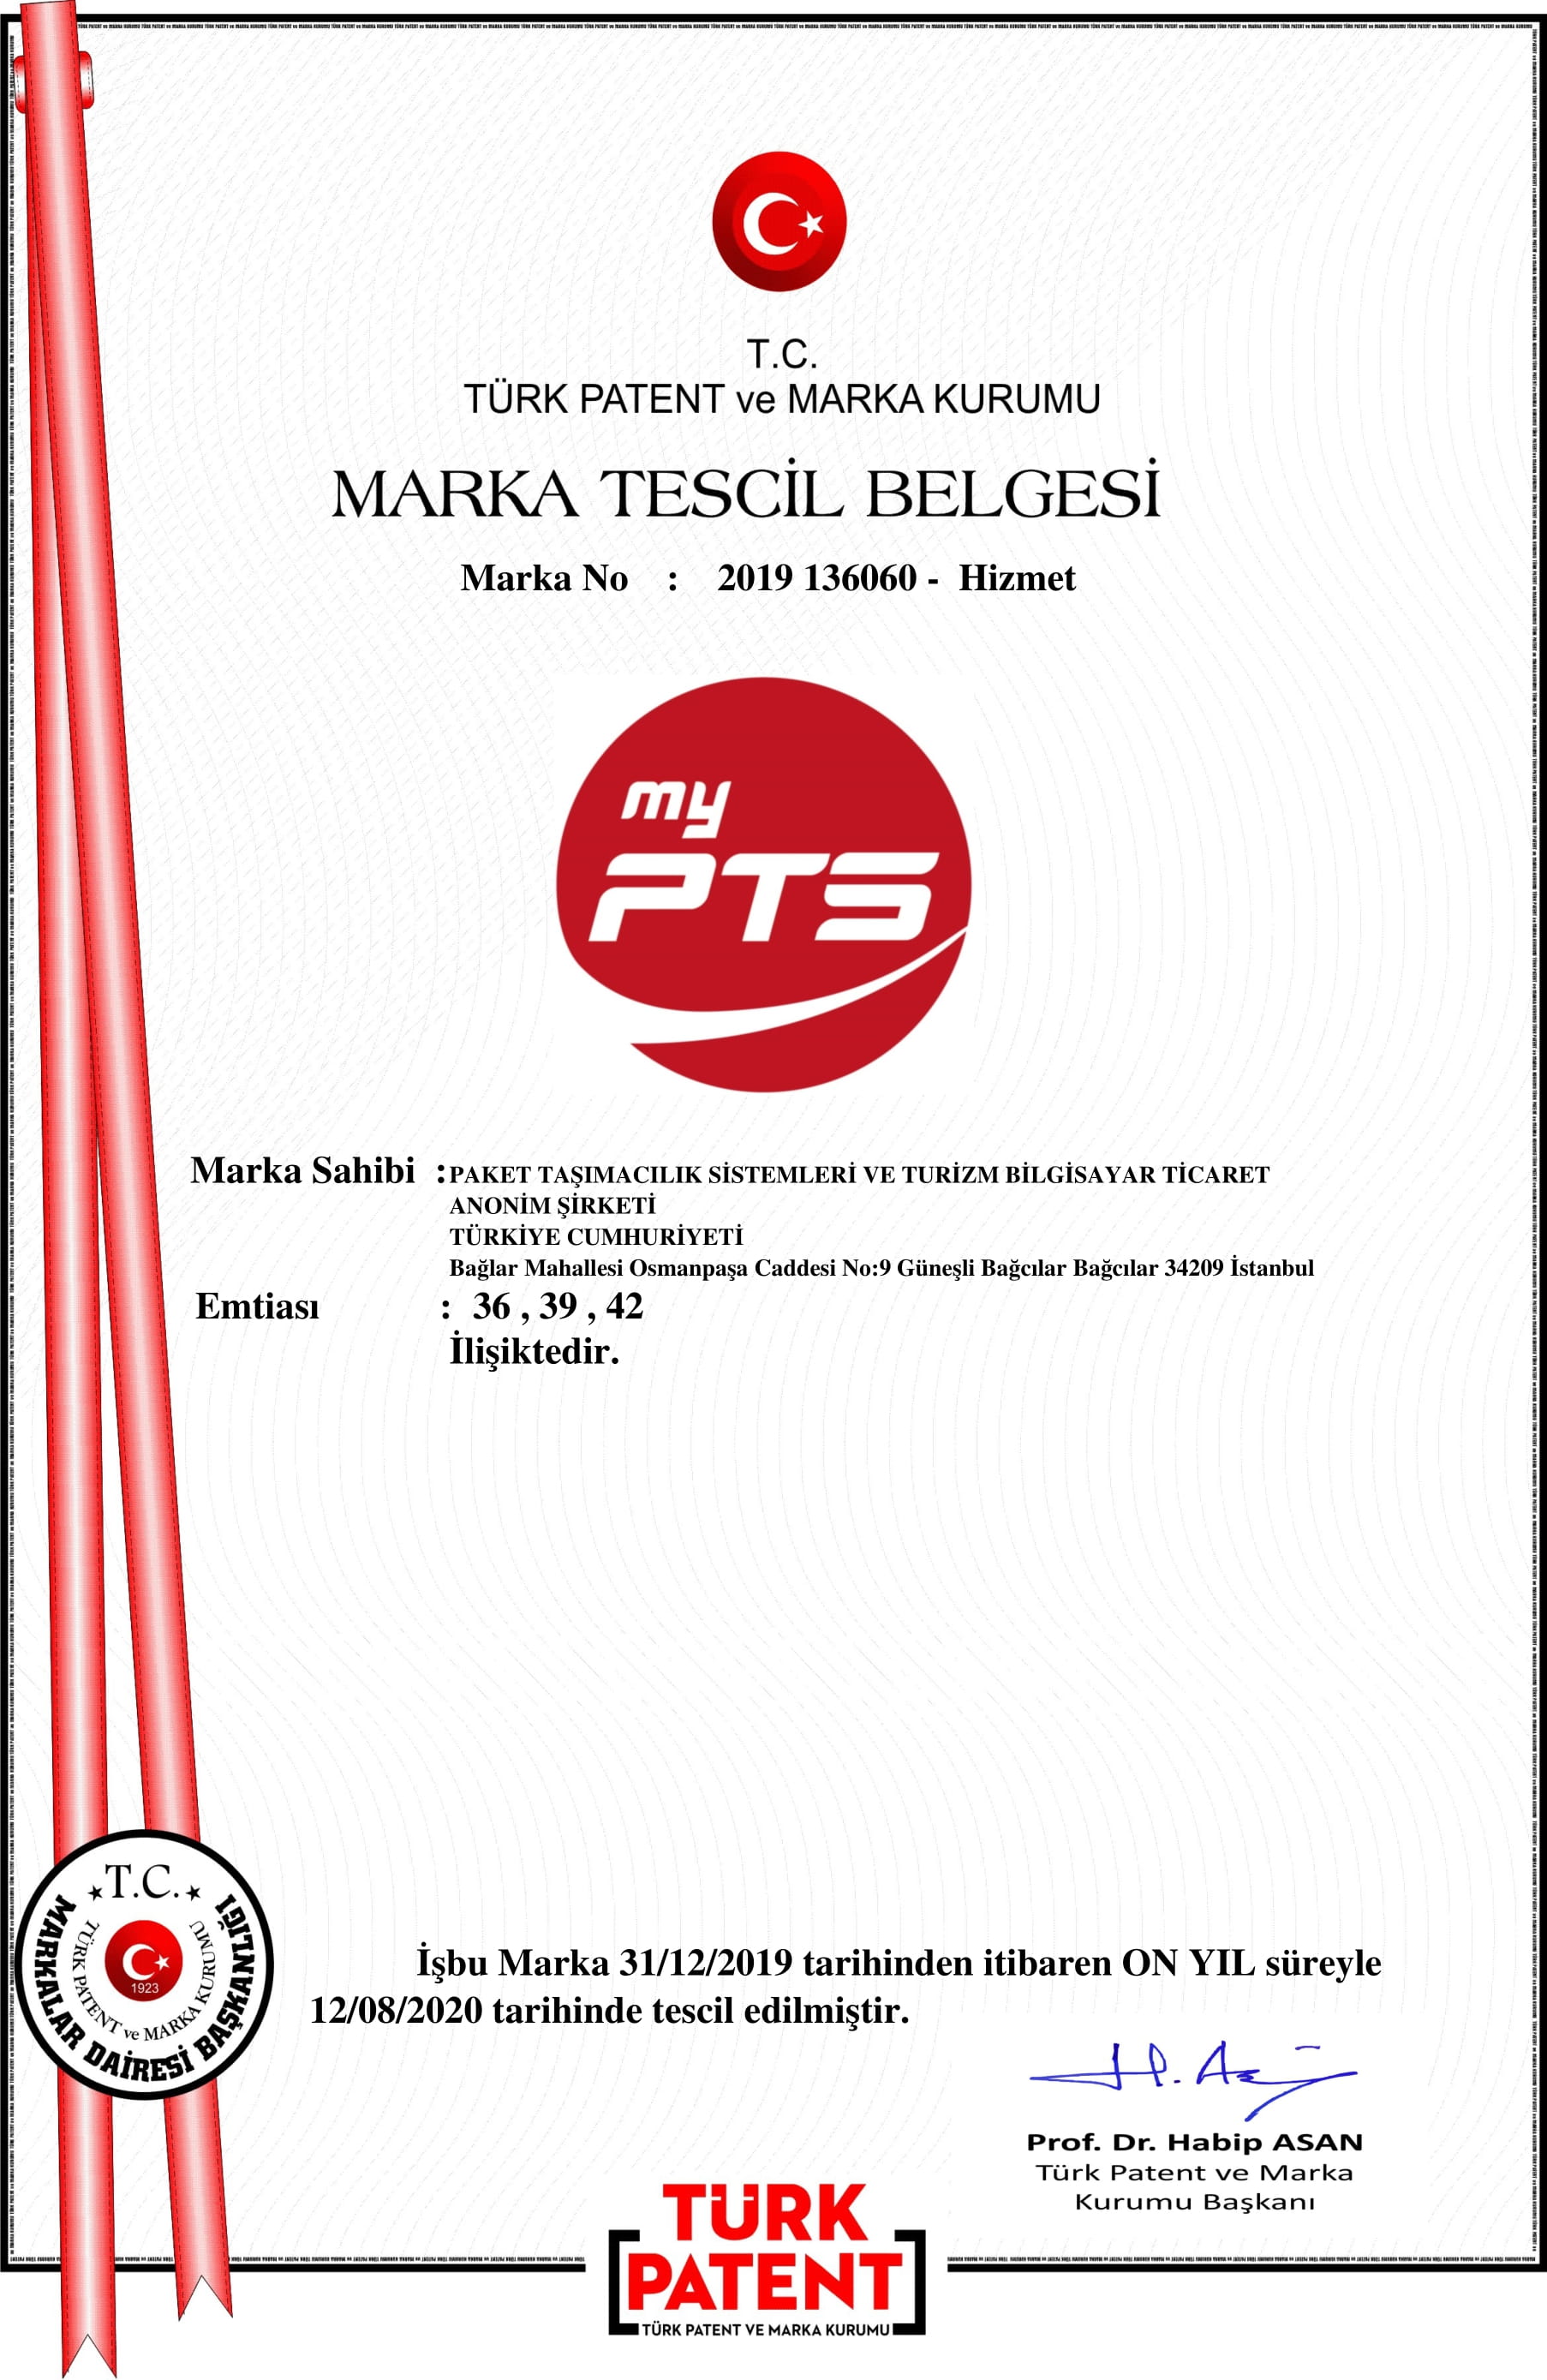 T.C.
TÜRK PATENT ve MARKA KURUMU
MARKA TESCİL BELGESİ
Marka No : 2019 136060 - Hizmet
my
PTS
Marka Sahibi : PAKET TAŞIMACILIK SİSTEMLERİ VE TURİZM BİLGİSAYAR TİCARET
ANONİM ŞİRKETİ
TÜRKİYE CUMHURİYETİ
Bağlar Mahallesi Osmanpaşa Caddesi No:9 Güneşli Bağcılar Bağcılar 34209 İstanbul
Emtiası : 36 , 39 , 42
İlişiktedir.
T.C.
MARKALAR DAİRESİ BAŞKANLIĞI
TÜRK PATENT ve MARKA KURUMU
1923
İşbu Marka 31/12/2019 tarihinden itibaren ON YIL süreyle
12/08/2020 tarihinde tescil edilmiştir.
H. Asan
Prof. Dr. Habip ASAN
Türk Patent ve Marka
Kurumu Başkanı
TÜRK
PATENT
TÜRK PATENT VE MARKA KURUMU